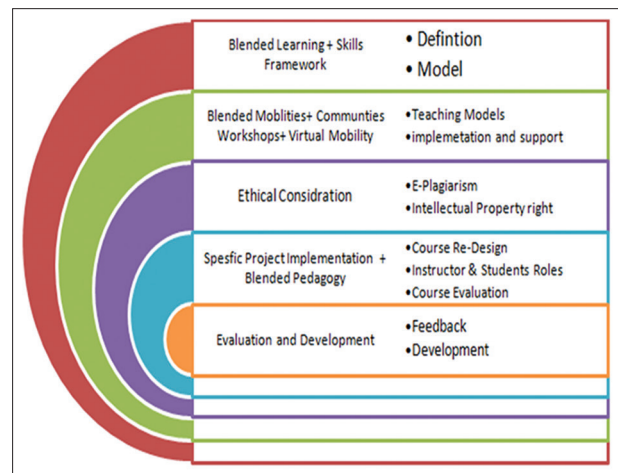 Blended Learning + Skills
Framework
• Defintion
• Model
Blended Moblities+ Communties
Workshops+ Virtual Mobility
•Teaching Models
•implemetation and support
Ethical Considration
•E-Plagiarism
•Intellectual Property right
Spesfic Project Implementation +
Blended Pedagogy
•Course Re-Design
•Instructor & Students Roles
•Course Evaluation
Evaluation and Development
•Feedback
•Development